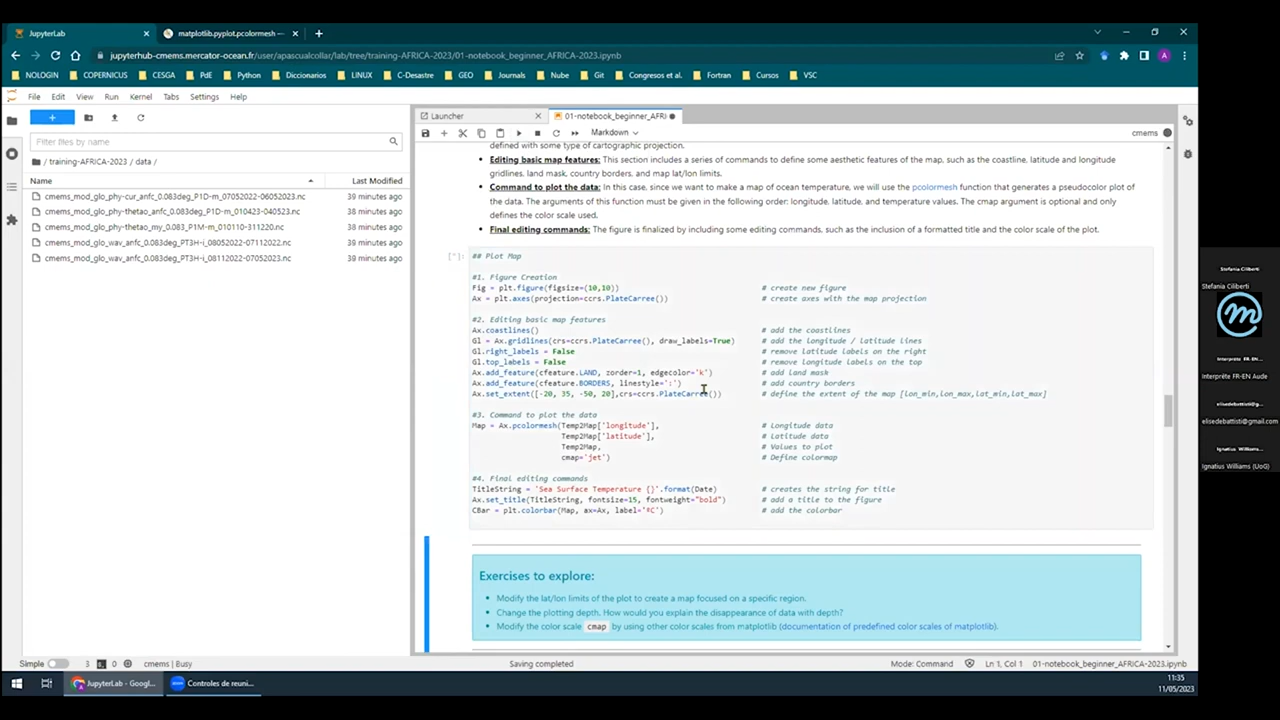 JupyterLab
matplotlib.pyplot.pcolormesh —
jupyterhub-cmems.mercator-ocean.fr/user/apascualcollar/lab/tree/training-AFRICA-2023/01-notebook_beginner_AFRICA-2023.ipynb
A
NOLOGIN COPERNICUS CESGA PdE Python Diccionarios LINUX C-Desastre GEO Journals Nube Git Congresos et al. Fortran Cursos VSC
File Edit View Run Kernel Tabs Settings Help
Launcher
01-notebook_beginner_AFRI
Markdown
cmems
Filter files by name
/ training-AFRICA-2023 / data /
Name Last Modified
cmems_mod_glo_phy-cur_anfc_0.083deg_P1D-m_07052022-06052023.nc 39 minutes ago
cmems_mod_glo_phy-thetao_anfc_0.083deg_P1D-m_010423-040523.nc 38 minutes ago
cmems_mod_glo_phy-thetao_my_0.083_P1M-m_010110-311220.nc 38 minutes ago
cmems_mod_glo_wav_anfc_0.083deg_PT3H-i_08052022-07112022.nc 39 minutes ago
cmems_mod_glo_wav_anfc_0.083deg_PT3H-i_08112022-07052023.nc 39 minutes ago
defined with some type of cartographic projection.
• Editing basic map features: This section includes a series of commands to define some aesthetic features of the map, such as the coastline, latitude and longitude
gridlines, land mask, country borders, and map lat/lon limits.
• Command to plot the data: In this case, since we want to make a map of ocean temperature, we will use the pcolormesh function that generates a pseudocolor plot of
the data. The arguments of this function must be given in the following order: longitude, latitude, and temperature values. The cmap argument is optional and only
defines the color scale used.
• Final editing commands: The figure is finalized by including some editing commands, such as the inclusion of a formatted title and the color scale of the plot.
[*]: ## Plot Map
#1. Figure Creation
Fig = plt.figure(figsize=(10,10)) # create new figure
Ax = plt.axes(projection=ccrs.PlateCarree()) # create axes with the map projection
#2. Editing basic map features
Ax.coastlines() # add the coastlines
Gl = Ax.gridlines(crs=ccrs.PlateCarree(), draw_labels=True) # add the longitude / latitude lines
Gl.right_labels = False # remove latitude labels on the right
Gl.top_labels = False # remove longitude labels on the top
Ax.add_feature(cfeature.LAND, zorder=1, edgecolor='k') # add land mask
Ax.add_feature(cfeature.BORDERS, linestyle=':') # add country borders
Ax.set_extent([-20, 35, -50, 20],crs=ccrs.PlateCarree()) # define the extent of the map [lon_min,lon_max,lat_min,lat_max]
#3. Command to plot the data
Map = Ax.pcolormesh(Temp2Map['longitude'], # Longitude data
Temp2Map['latitude'], # Latitude data
Temp2Map, # Values to plot
cmap='jet') # Define colormap
#4. Final editing commands
TitleString = 'Sea Surface Temperature {}'.format(Date) # creates the string for title
Ax.set_title(TitleString, fontsize=15, fontweight="bold") # add a title to the figure
CBar = plt.colorbar(Map, ax=Ax, label='ºC') # add the colorbar
Exercises to explore:
• Modify the lat/lon limits of the plot to create a map focused on a specific region.
• Change the plotting depth. How would you explain the disappearance of data with depth?
• Modify the color scale cmap by using other color scales from matplotlib (documentation of predefined color scales of matplotlib).
Simple 3 0 cmems | Busy Saving completed Mode: Command Ln 1, Col 1 01-notebook_beginner_AFRICA-2023.ipynb
JupyterLab - Googl... Controles de reuni...
11:35
11/05/2023
Stefania Ciliberti
Stefania Ciliberti
m
Interprète FR-EN Aude
Interprète FR-EN Aude
elisedebattisti@g...
elisedebattisti@gmail.com
Ignatius Williams ...
Ignatius Williams (UoG)